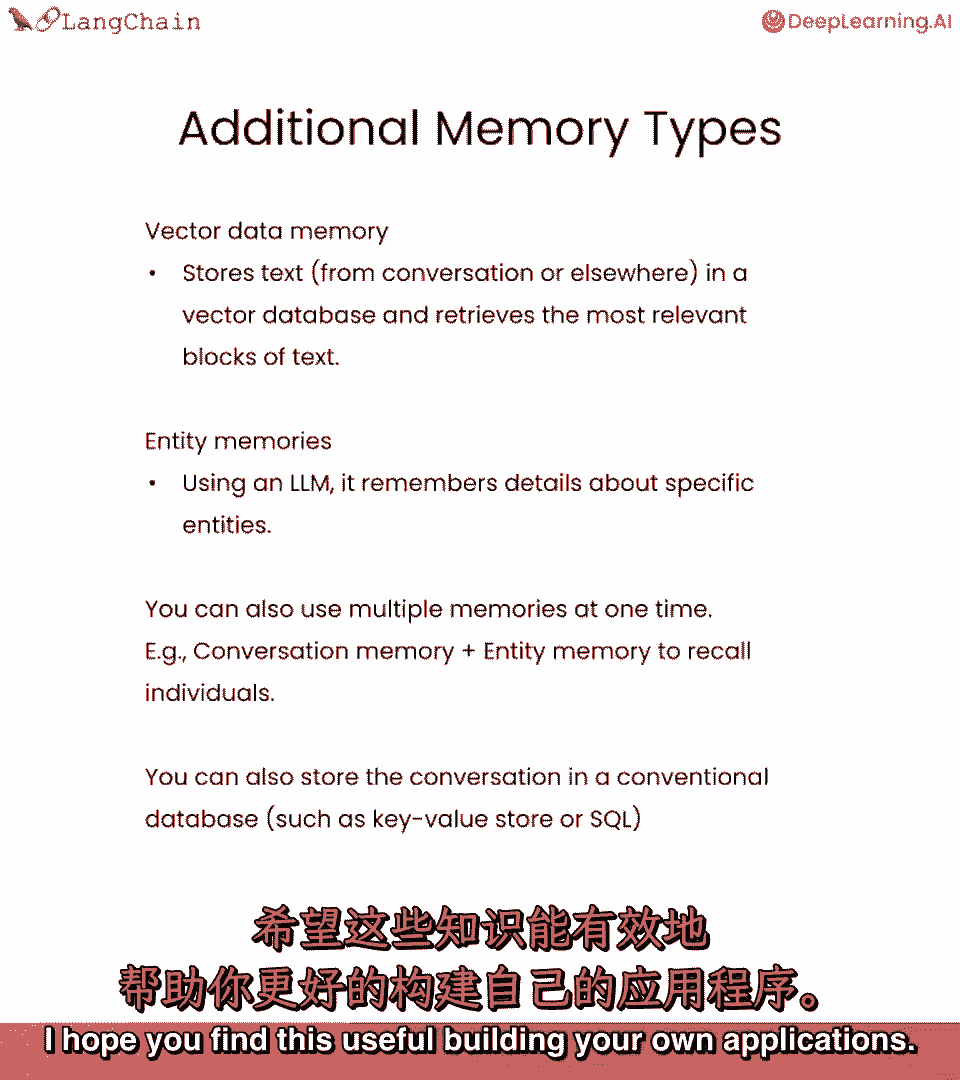 LangChain
DeepLearning.AI
Additional Memory Types
Vector data memory
• Stores text (from conversation or elsewhere) in a
vector database and retrieves the most relevant
blocks of text.
Entity memories
• Using an LLM, it remembers details about specific
entities.
You can also use multiple memories at one time.
E.g., Conversation memory + Entity memory to recall
individuals.
You can also store the conversation in a conventional
database (such as key-value store or SQL)
希望这些知识能有效地
帮助你更好的构建自己的应用程序。
I hope you find this useful building your own applications.